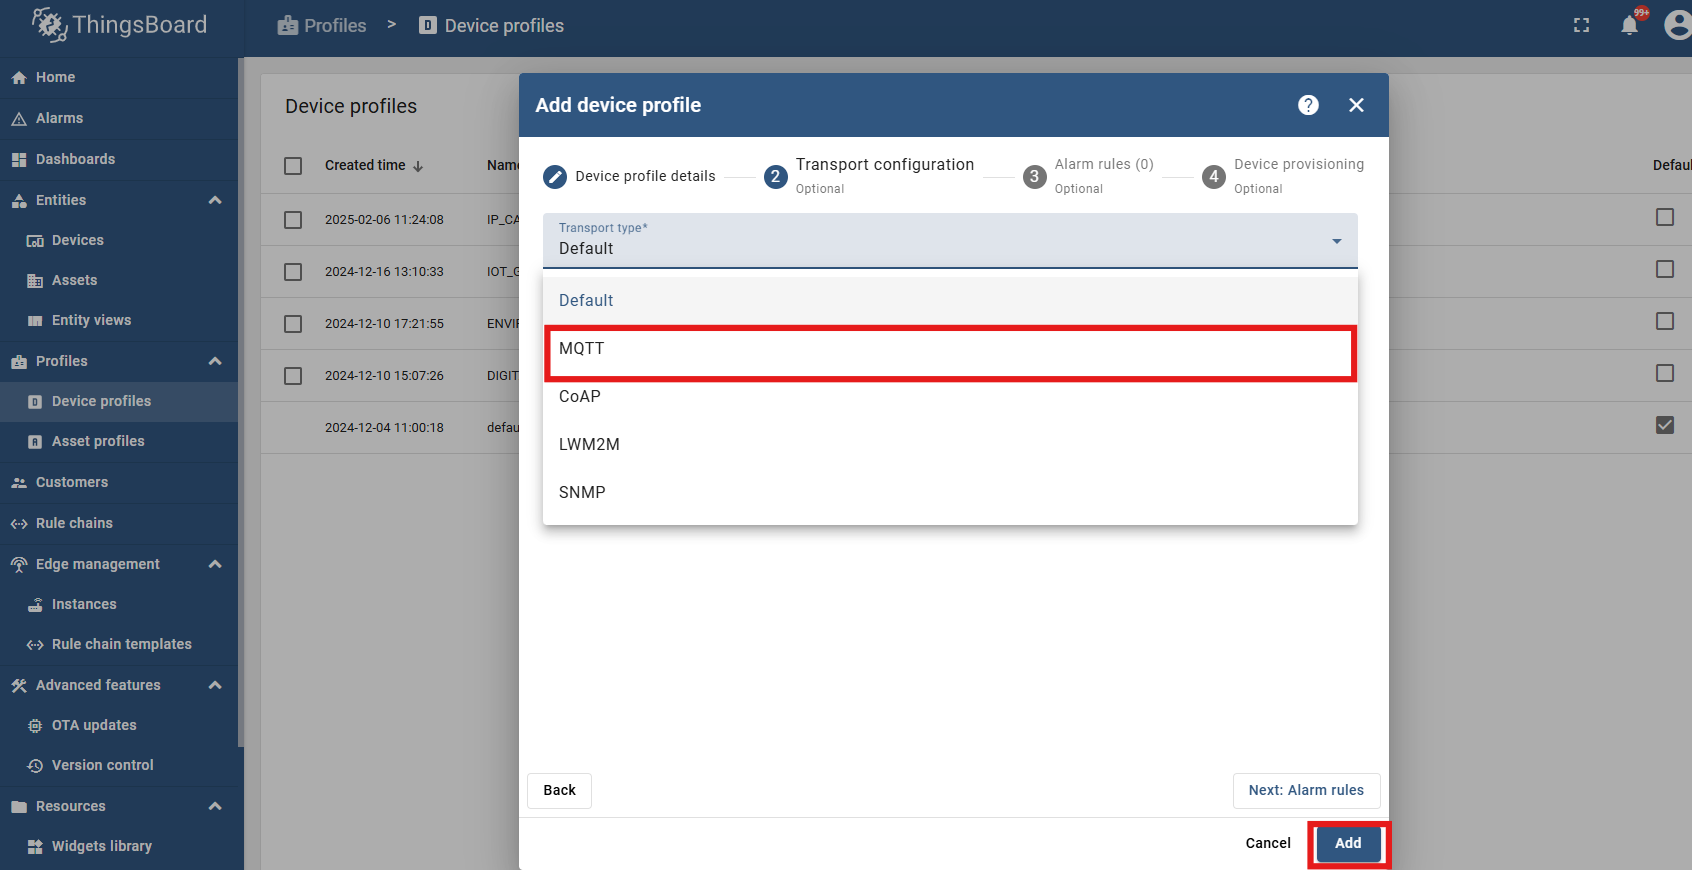 ThingsBoard
Profiles > Device profiles
99+
Home
Alarms
Dashboards
Entities
Devices
Assets
Entity views
Profiles
Device profiles
Asset profiles
Customers
Rule chains
Edge management
Instances
Rule chain templates
Advanced features
OTA updates
Version control
Resources
Widgets library
Device profiles
Created time Name Defaul
2025-02-06 11:24:08 IP_CA
2024-12-16 13:10:33 IOT_G
2024-12-10 17:21:55 ENVIF
2024-12-10 15:07:26 DIGIT
2024-12-04 11:00:18 defau
Add device profile
?
Device profile details
2 Transport configuration
Optional
3 Alarm rules (0)
Optional
4 Device provisioning
Optional
Transport type*
Default
Default
MQTT
CoAP
LWM2M
SNMP
Back
Next: Alarm rules
Cancel
Add